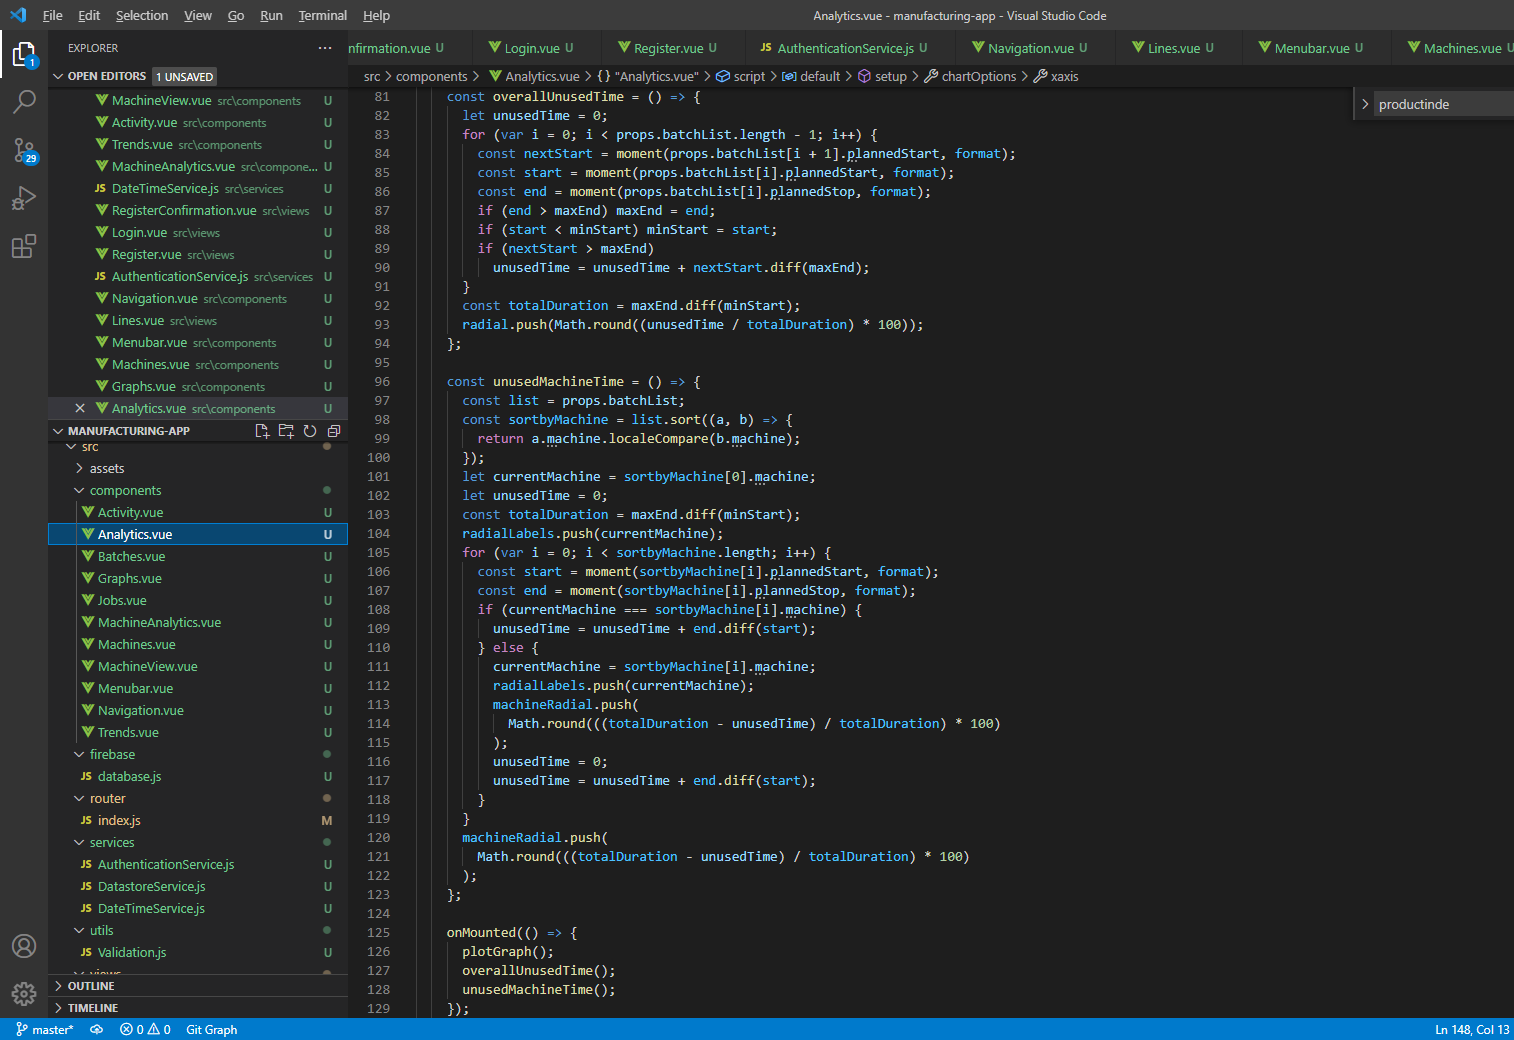 File Edit Selection View Go Run Terminal Help
Analytics.vue - manufacturing-app - Visual Studio Code
EXPLORER
OPEN EDITORS 1 UNSAVED
MachineView.vue src\components U
Activity.vue src\components U
Trends.vue src\components U
MachineAnalytics.vue src\compone... U
JS DateTimeService.js src\services U
RegisterConfirmation.vue src\views U
Login.vue src\views U
Register.vue src\views U
JS AuthenticationService.js src\services U
Navigation.vue src\components U
Lines.vue src\views U
Menubar.vue src\components U
Machines.vue src\components U
Graphs.vue src\components U
Analytics.vue src\components U
MANUFACTURING-APP
src
assets
components
Activity.vue U
Analytics.vue U
Batches.vue U
Graphs.vue U
Jobs.vue U
MachineAnalytics.vue U
Machines.vue U
MachineView.vue U
Menubar.vue U
Navigation.vue U
Trends.vue U
firebase
JS database.js U
router
JS index.js M
services
JS AuthenticationService.js U
JS DatastoreService.js U
JS DateTimeService.js U
utils
JS Validation.js U
views
OUTLINE
TIMELINE
1
29
nfirmation.vue U Login.vue U Register.vue U JS AuthenticationService.js U Navigation.vue U Lines.vue U Menubar.vue U Machines.vue U
src > components > Analytics.vue > {} "Analytics.vue" > script > default > setup > chartOptions > xaxis
productinde
81 const overallUnusedTime = () => {
82 let unusedTime = 0;
83 for (var i = 0; i < props.batchList.length - 1; i++) {
84 const nextStart = moment(props.batchList[i + 1].plannedStart, format);
85 const start = moment(props.batchList[i].plannedStart, format);
86 const end = moment(props.batchList[i].plannedStop, format);
87 if (end > maxEnd) maxEnd = end;
88 if (start < minStart) minStart = start;
89 if (nextStart > maxEnd)
90 unusedTime = unusedTime + nextStart.diff(maxEnd);
91 }
92 const totalDuration = maxEnd.diff(minStart);
93 radial.push(Math.round((unusedTime / totalDuration) * 100));
94 };
95
96 const unusedMachineTime = () => {
97 const list = props.batchList;
98 const sortbyMachine = list.sort((a, b) => {
99 return a.machine.localeCompare(b.machine);
100 });
101 let currentMachine = sortbyMachine[0].machine;
102 let unusedTime = 0;
103 const totalDuration = maxEnd.diff(minStart);
104 radialLabels.push(currentMachine);
105 for (var i = 0; i < sortbyMachine.length; i++) {
106 const start = moment(sortbyMachine[i].plannedStart, format);
107 const end = moment(sortbyMachine[i].plannedStop, format);
108 if (currentMachine === sortbyMachine[i].machine) {
109 unusedTime = unusedTime + end.diff(start);
110 } else {
111 currentMachine = sortbyMachine[i].machine;
112 radialLabels.push(currentMachine);
113 machineRadial.push(
114 Math.round(((totalDuration - unusedTime) / totalDuration) * 100)
115 );
116 unusedTime = 0;
117 unusedTime = unusedTime + end.diff(start);
118 }
119 }
120 machineRadial.push(
121 Math.round(((totalDuration - unusedTime) / totalDuration) * 100)
122 );
123 };
124
125 onMounted(() => {
126 plotGraph();
127 overallUnusedTime();
128 unusedMachineTime();
129 });
master* 0 0 Git Graph
Ln 148, Col 13